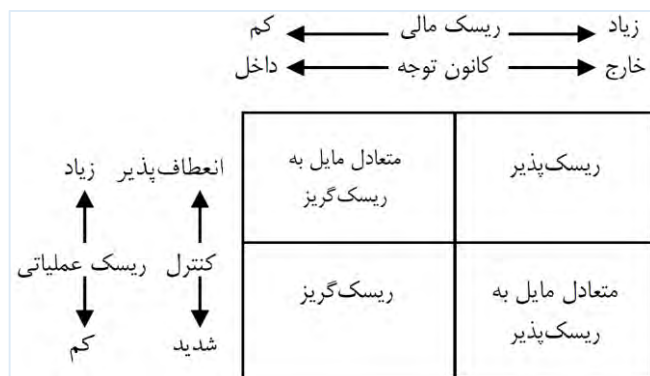 زیاد ریسک مالی کم
خارج کانون توجه داخل
ریسک‌پذیر
متعادل مایل به
ریسک‌گریز
انعطاف‌پذیر زیاد
کنترل ریسک عملیاتی
شدید کم
متعادل مایل به
ریسک‌پذیر
ریسک‌گریز